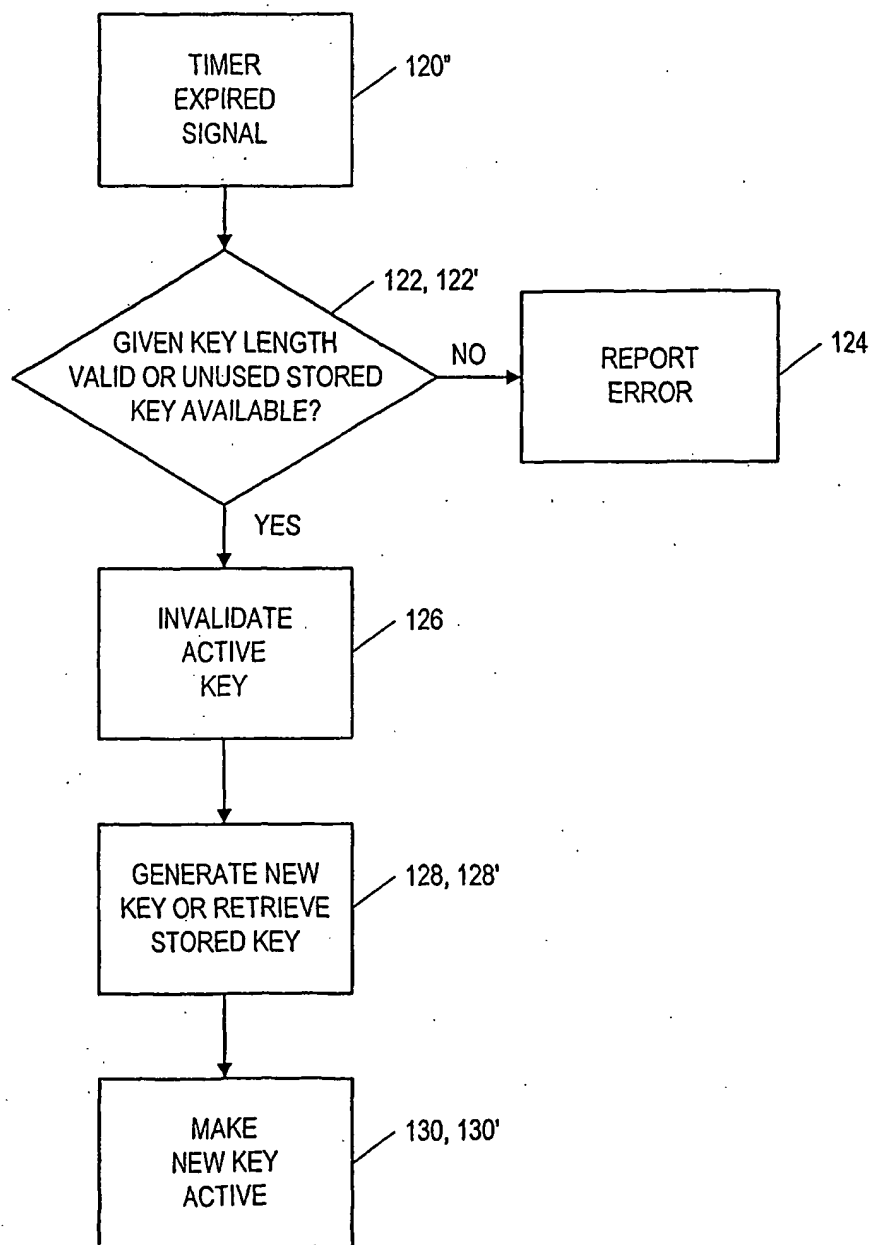 TIMER
EXPIRED
SIGNAL
120"
122, 122'
GIVEN KEY LENGTH
VALID OR UNUSED STORED
KEY AVAILABLE?
NO
REPORT
ERROR
124
YES
INVALIDATE
ACTIVE
KEY
126
GENERATE NEW
KEY OR RETRIEVE
STORED KEY
128, 128'
MAKE
NEW KEY
ACTIVE
130, 130'